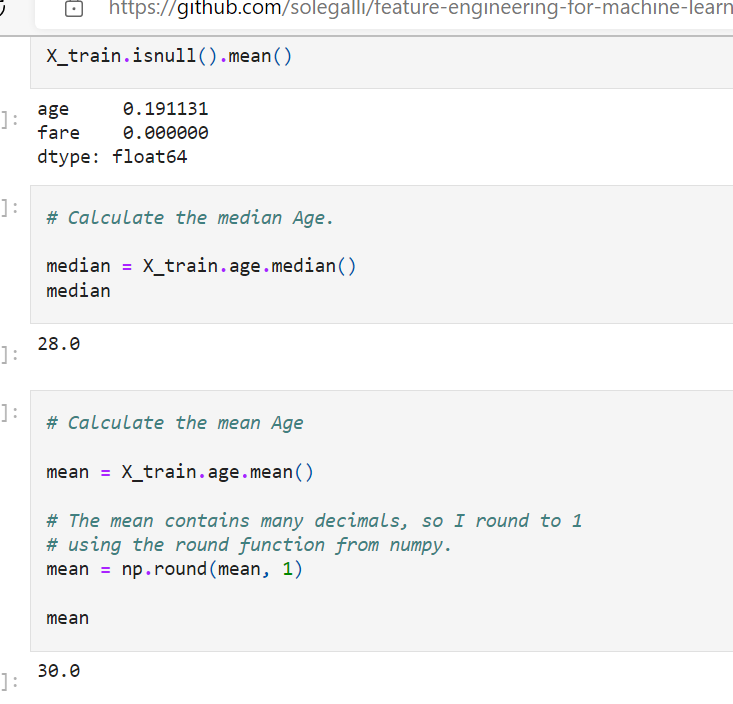 https://github.com/solegalli/feature-engineering-for-machine-learn
X_train.isnull().mean()
age     0.191131
fare    0.000000
dtype: float64
]:
]:
# Calculate the median Age.
median = X_train.age.median()
median
28.0
]:
]:
# Calculate the mean Age
mean = X_train.age.mean()
# The mean contains many decimals, so I round to 1
# using the round function from numpy.
mean = np.round(mean, 1)
mean
30.0
]: